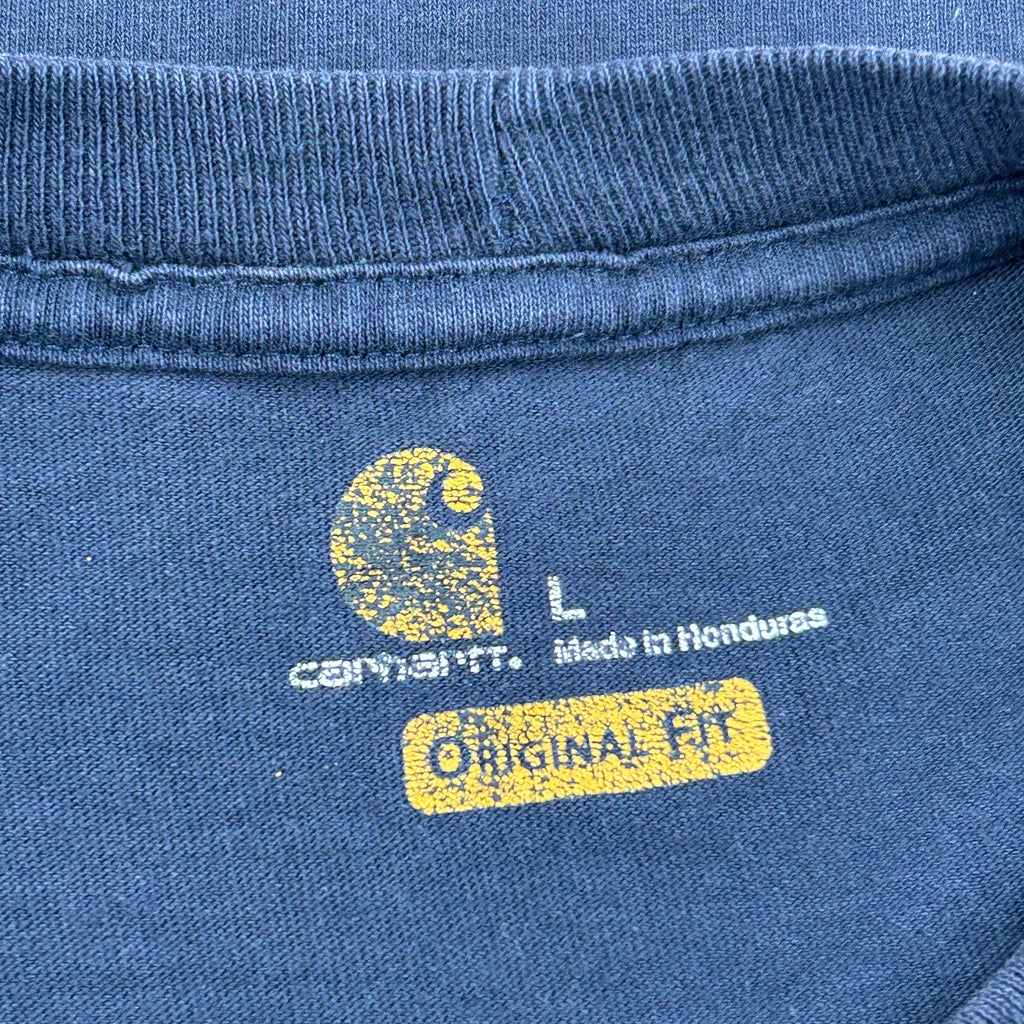 carhartt.
L
Made in Honduras
ORIGINAL FIT